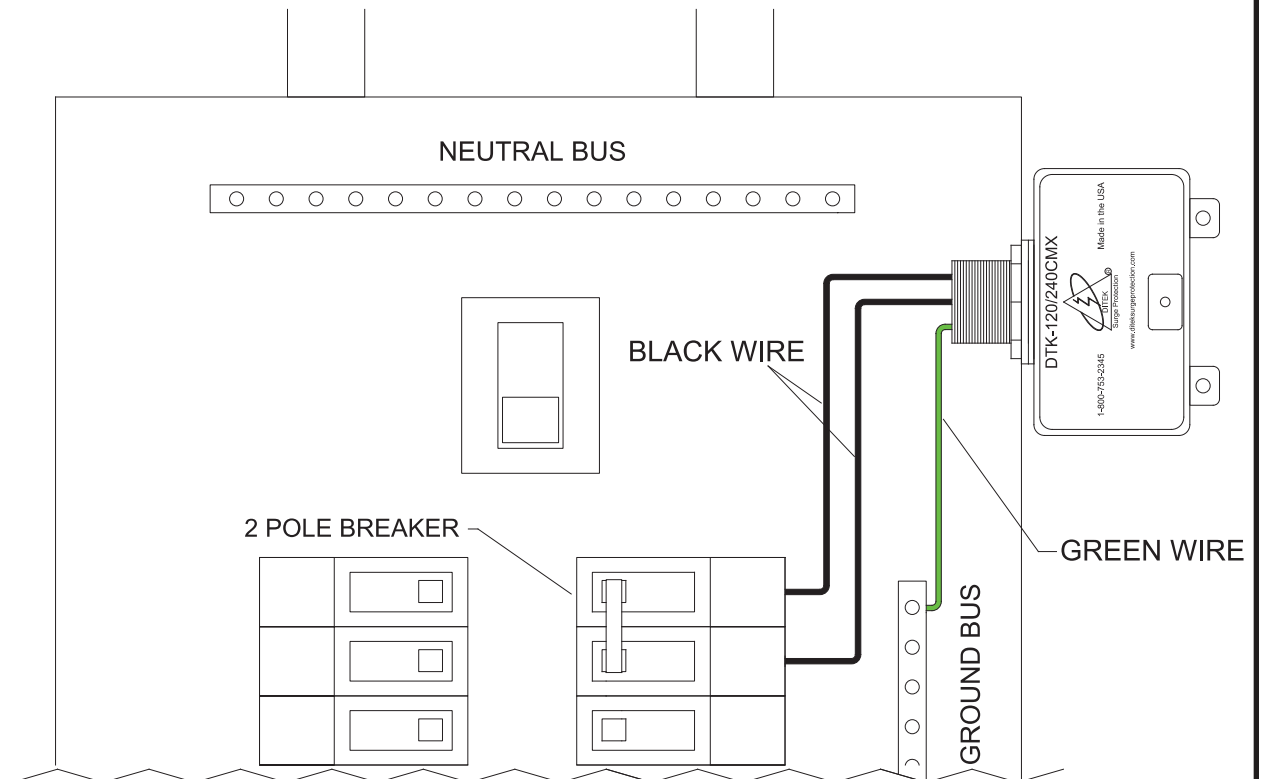 NEUTRAL BUS
BLACK WIRE
2 POLE BREAKER
GREEN WIRE
GROUND BUS
DTK-120/240CMX
DITEK
Surge Protection
Made in the USA
www.diteksurgeprotection.com
1-800-753-2345